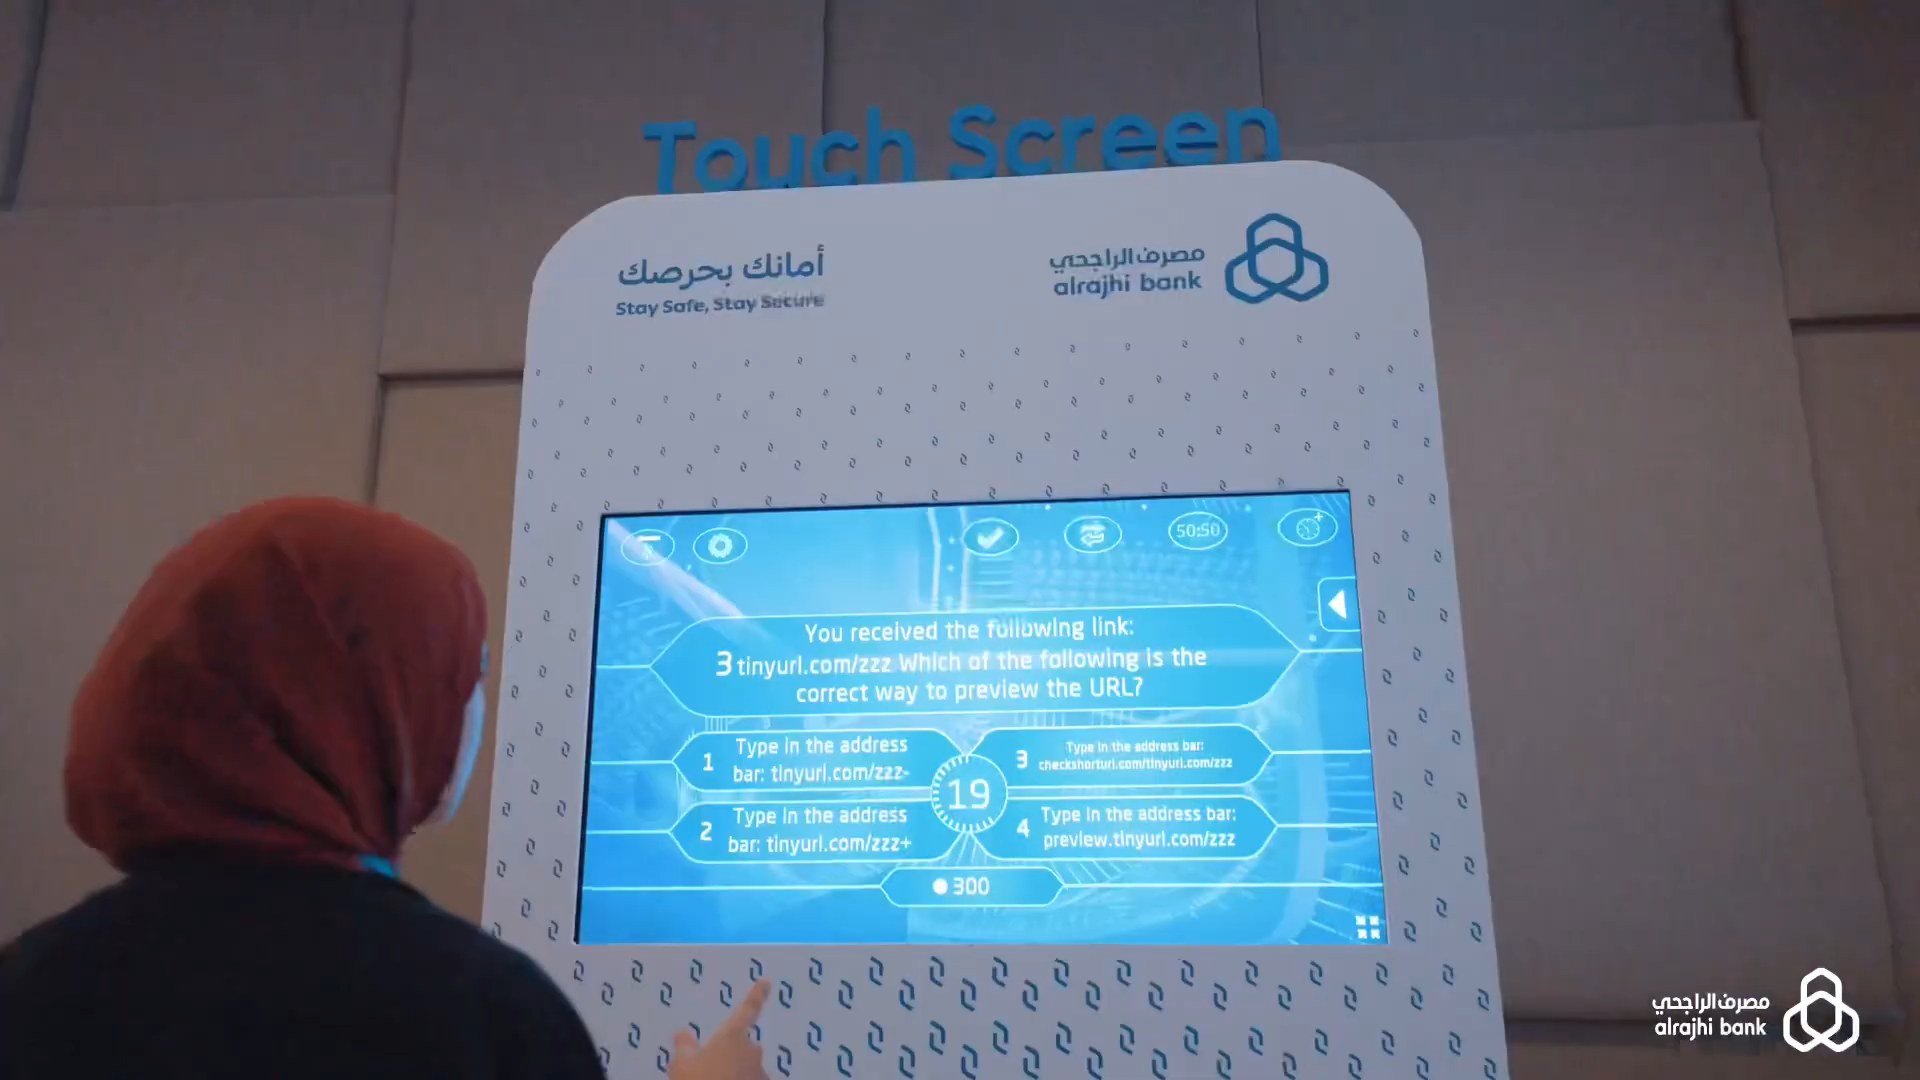 Touch Screen
أمانك بحرصك
Stay Safe, Stay Secure
مصرف الراجحي
alrajhi bank
50:50
You received the following link:
3 tinyurl.com/zzz Which of the following is the
correct way to preview the URL?
1 Type in the address
bar: tinyurl.com/zzz-
2 Type in the address
bar: tinyurl.com/zzz+
19
3 Type in the address bar:
checkshorturl.com/tinyurl.com/zzz
4 Type in the address bar:
preview.tinyurl.com/zzz
300
مصرف الراجحي
alrajhi bank